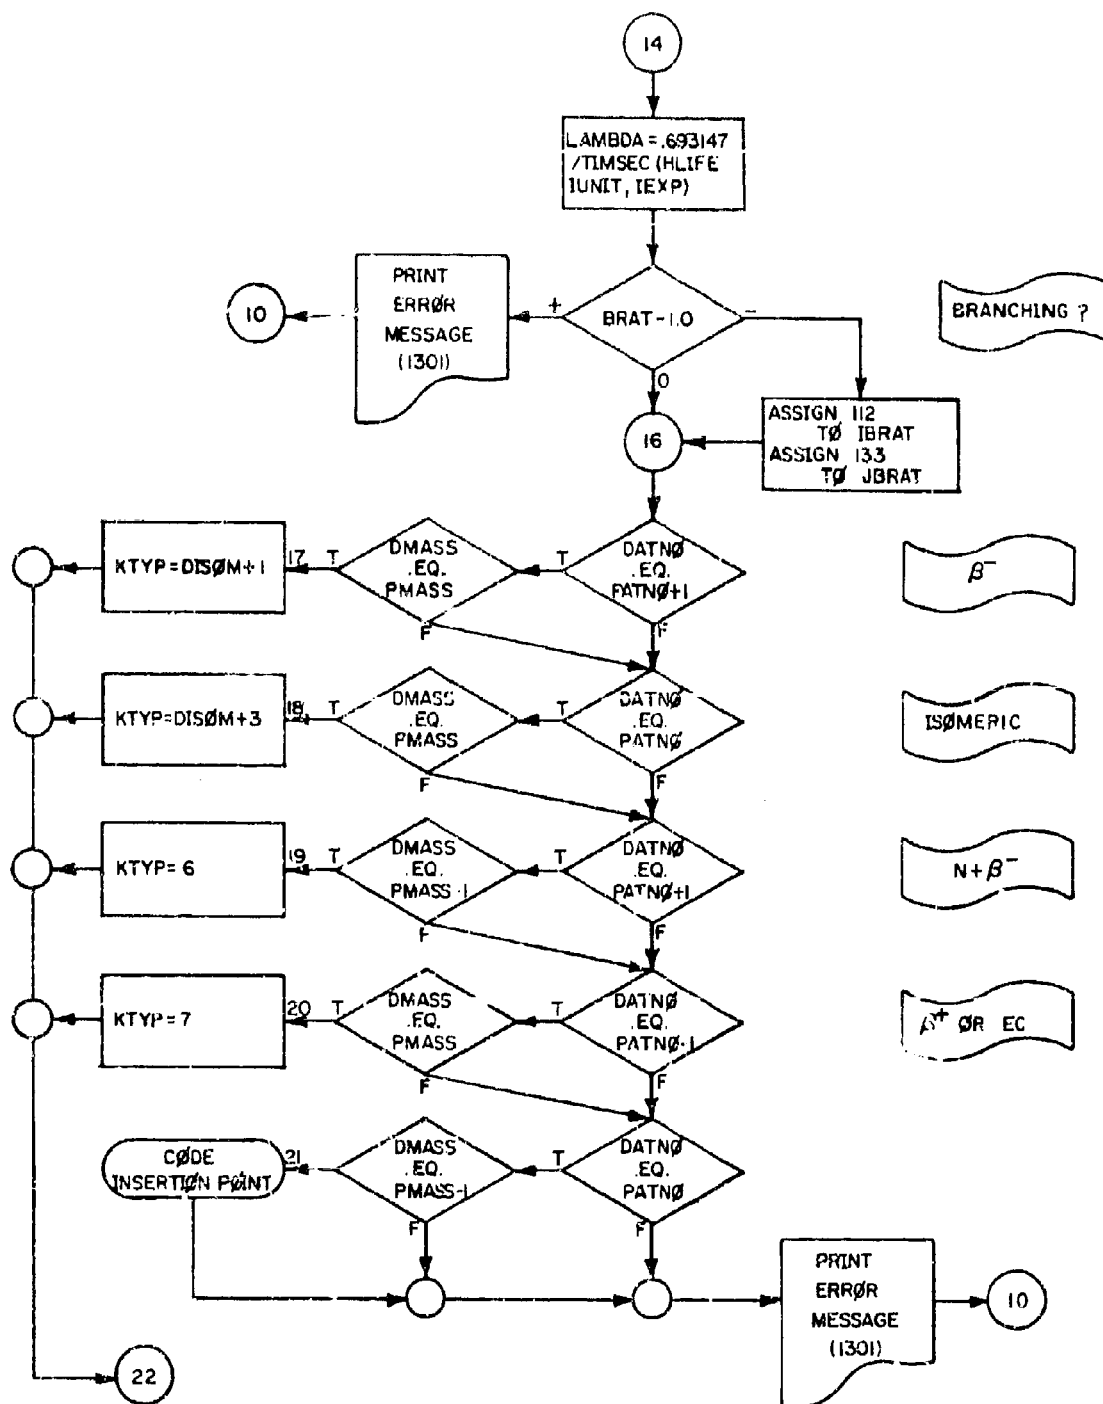 14
LAMBDA=.693147
/TIMSEC (HLIFE
IUNIT, IEXP)
PRINT
ERRØR
MESSAGE
(1301)
10
+
BRAT-1.0
-
0
BRANCHING ?
ASSIGN 112
TØ IBRAT
ASSIGN 133
TØ JBRAT
16
KTYP=DISØM+1
17
T
DMASS
.EQ.
PMASS
F
T
DATNØ
.EQ.
PATNØ+1
F
β⁻
KTYP=DISØM+3
18
T
DMASS
.EQ.
PMASS
F
T
DATNØ
.EQ.
PATNØ
F
ISØMERIC
KTYP=6
19
T
DMASS
.EQ.
PMASS-1
F
T
DATNØ
.EQ.
PATNØ+1
F
N+β⁻
KTYP=7
20
T
DMASS
.EQ.
PMASS
F
T
DATNØ
.EQ.
PATNØ-1
F
β⁺ ØR EC
CØDE
INSERTIØN PØINT
21
DMASS
.EQ.
PMASS-1
F
T
DATNØ
.EQ.
PATNØ
F
PRINT
ERRØR
MESSAGE
(1301)
10
22